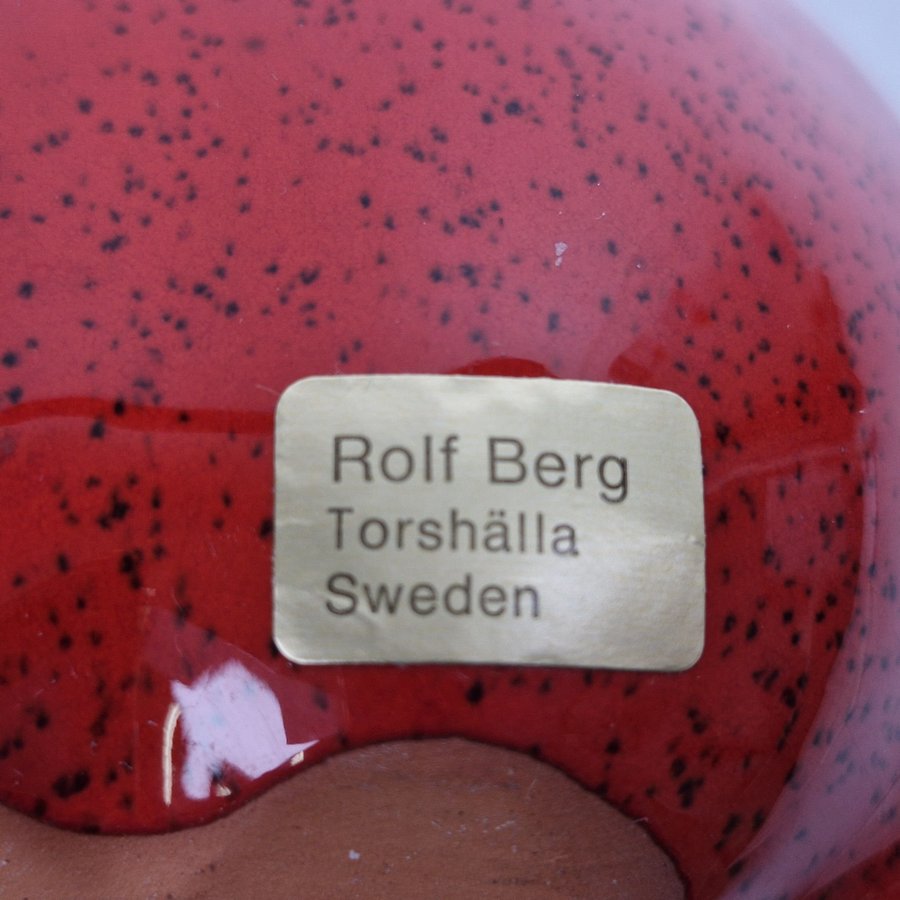 Rolf Berg
Torshälla
Sweden